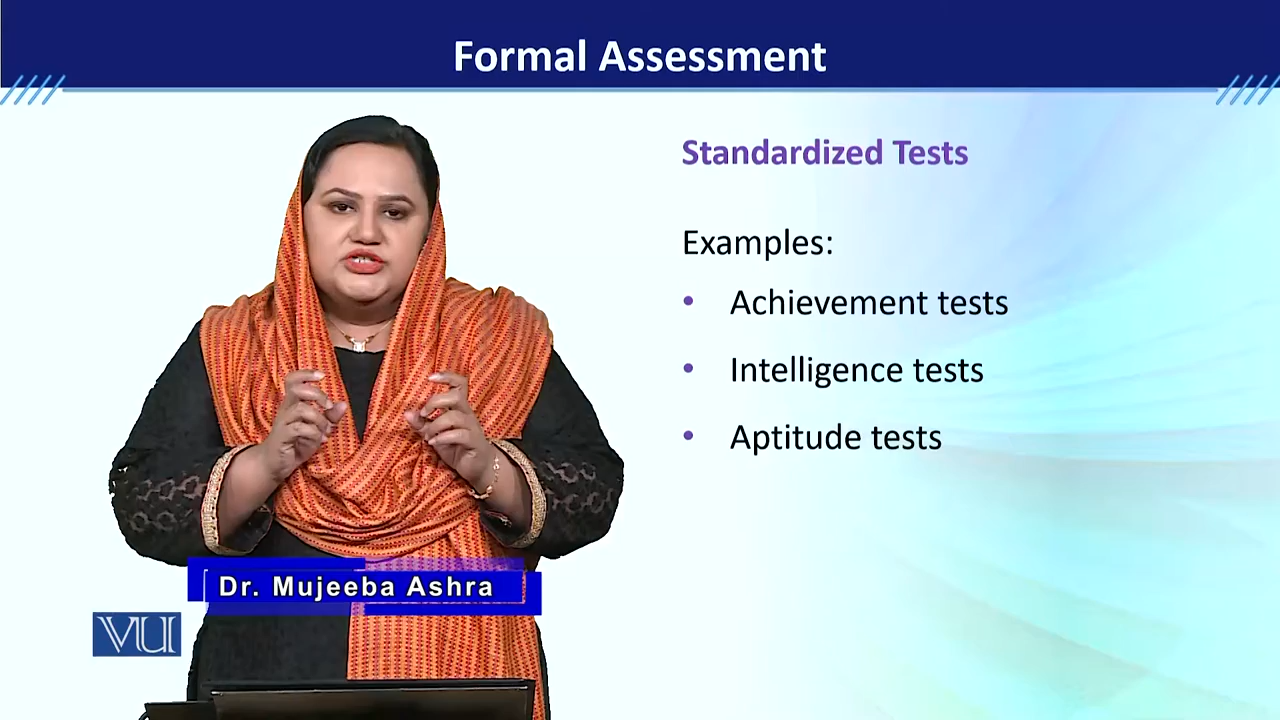 Formal Assessment
Standardized Tests
Examples:
• Achievement tests
• Intelligence tests
• Aptitude tests
Dr. Mujeeba Ashra
VU